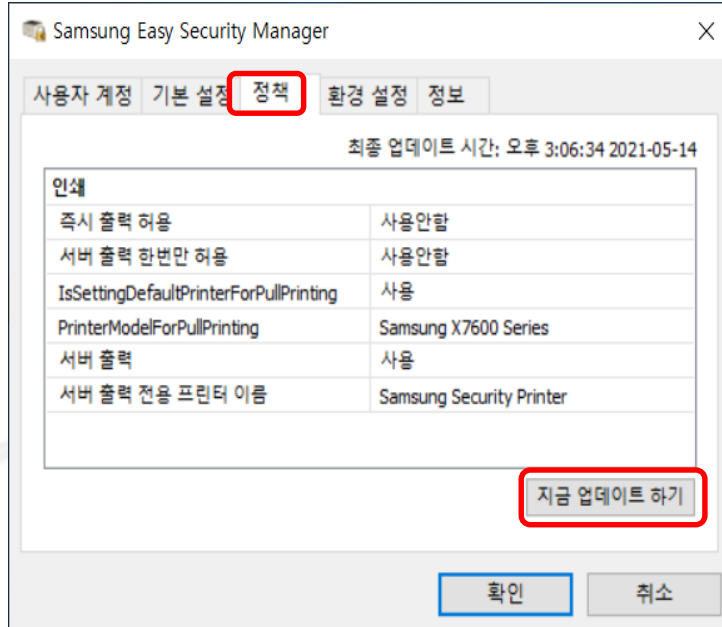 Samsung Easy Security Manager
사용자 계정 기본 설정 정책 환경 설정 정보
최종 업데이트 시간: 오후 3:06:34 2021-05-14
인쇄
즉시 출력 허용 사용안함
서버 출력 한번만 허용 사용안함
IsSettingDefaultPrinterForPullPrinting 사용
PrinterModelForPullPrinting Samsung X7600 Series
서버 출력 사용
서버 출력 전용 프린터 이름 Samsung Security Printer
지금 업데이트 하기
확인 취소